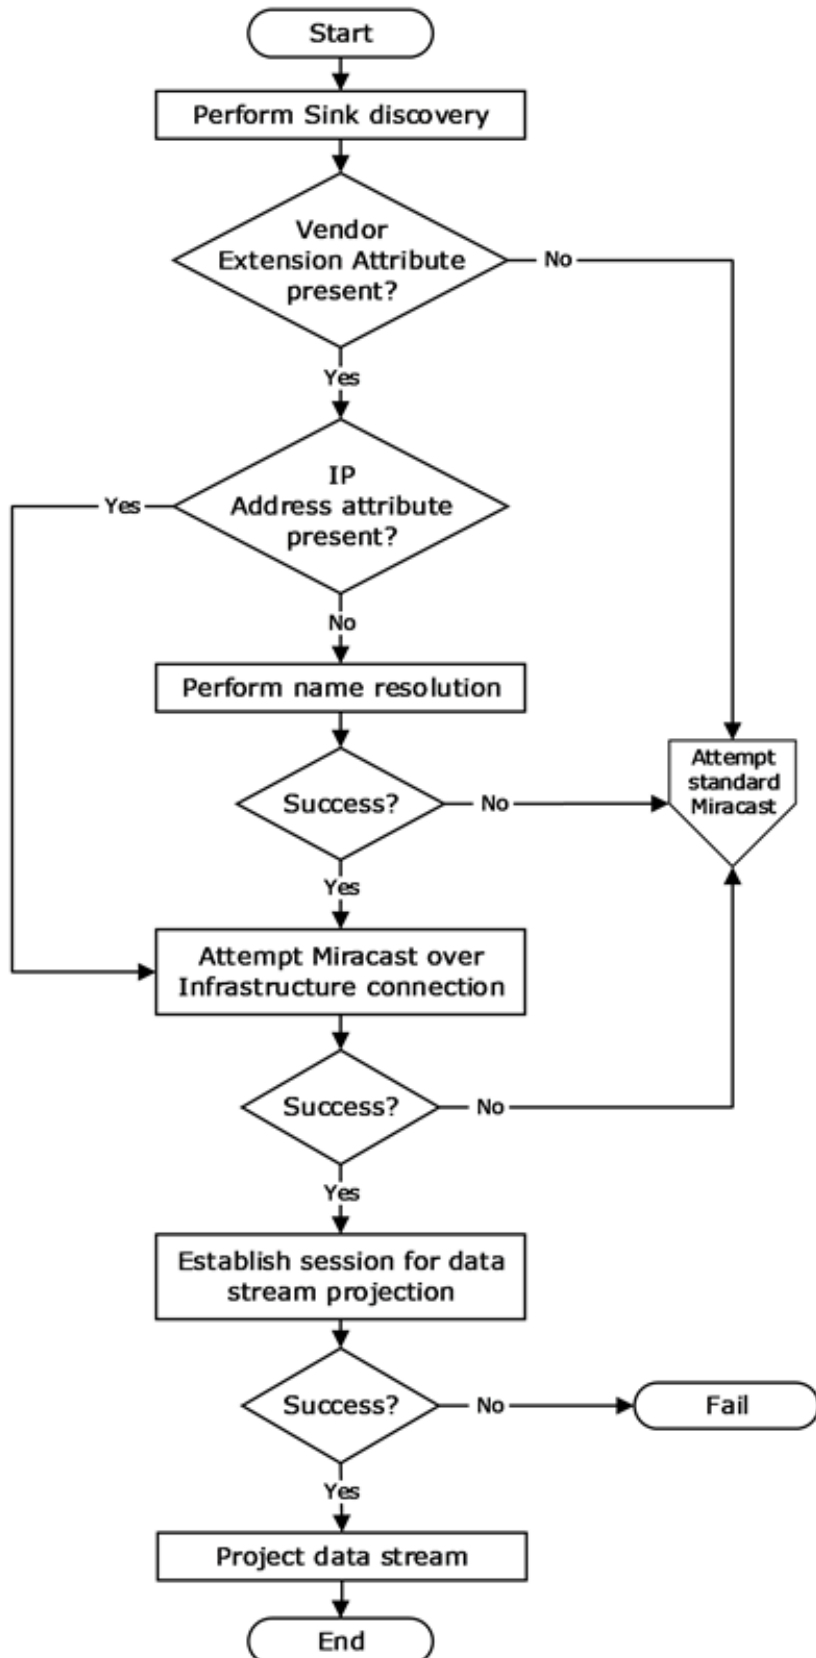 Start
Perform Sink discovery
Vendor
Extension Attribute
present?
No
Yes
IP
Address attribute
present?
Yes
No
Perform name resolution
Attempt
standard
Miracast
Success?
No
Yes
Attempt Miracast over
Infrastructure connection
Success?
No
Yes
Establish session for data
stream projection
Success?
No
Fail
Yes
Project data stream
End